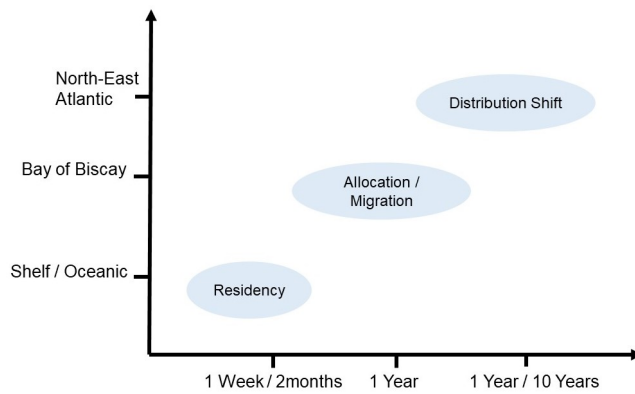 North-East
Atlantic
Distribution Shift
Bay of Biscay
Allocation /
Migration
Shelf / Oceanic
Residency
1 Week / 2months
1 Year
1 Year / 10 Years